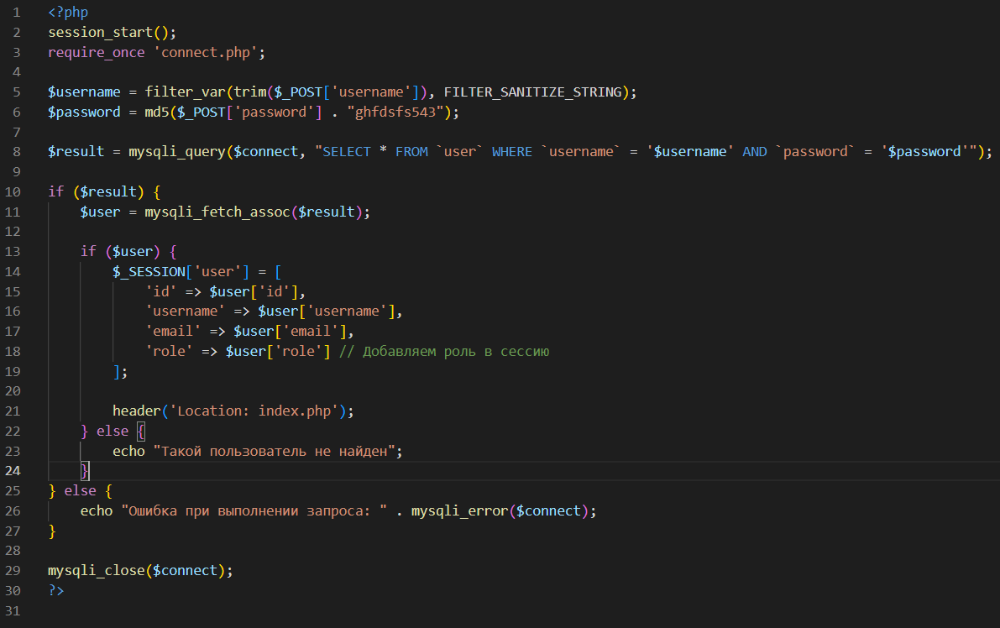 1 <?php
2 session_start();
3 require_once 'connect.php';
4
5 $username = filter_var(trim($_POST['username']), FILTER_SANITIZE_STRING);
6 $password = md5($_POST['password'] . "ghfdsfs543");
7
8 $result = mysqli_query($connect, "SELECT * FROM `user` WHERE `username` = '$username' AND `password` = '$password'");
9
10 if ($result) {
11     $user = mysqli_fetch_assoc($result);
12
13     if ($user) {
14         $_SESSION['user'] = [
15             'id' => $user['id'],
16             'username' => $user['username'],
17             'email' => $user['email'],
18             'role' => $user['role'] // Добавляем роль в сессию
19         ];
20
21         header('Location: index.php');
22     } else {
23         echo "Такой пользователь не найден";
24     }
25 } else {
26     echo "Ошибка при выполнении запроса: " . mysqli_error($connect);
27 }
28
29 mysqli_close($connect);
30 ?>
31